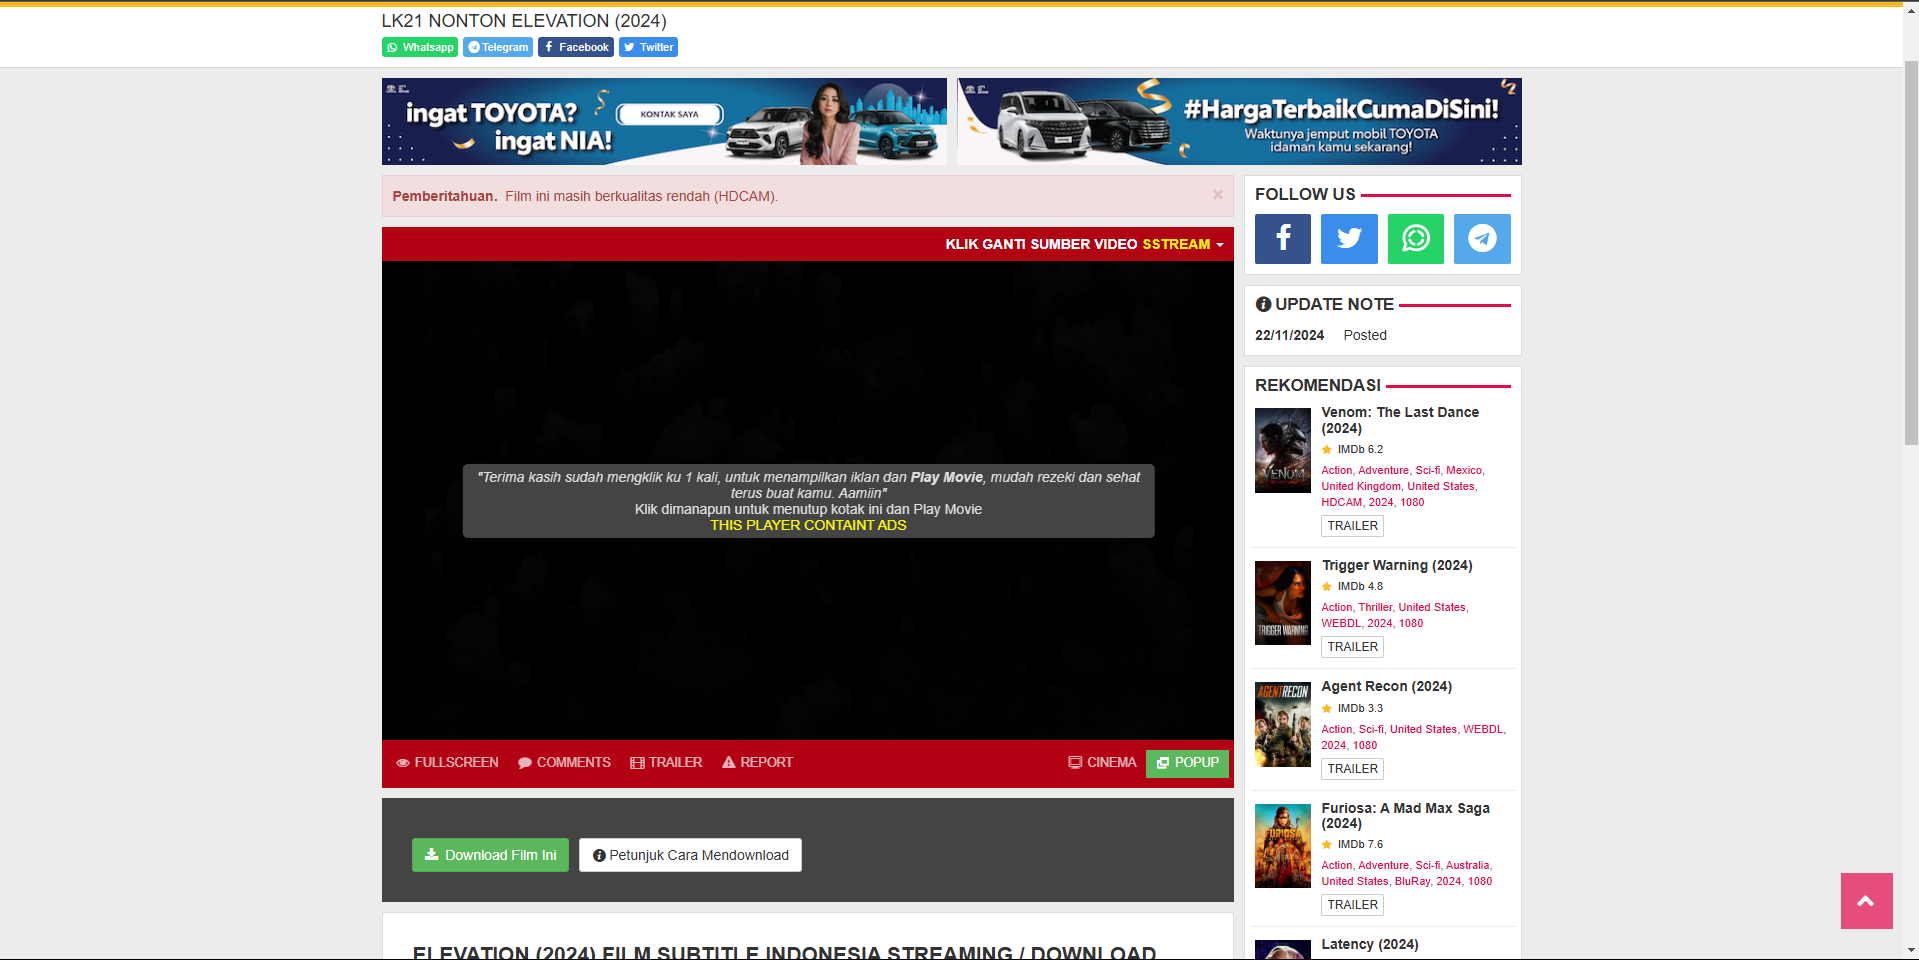 LK21 NONTON ELEVATION (2024)
Whatsapp Telegram Facebook Twitter
ingat TOYOTA?
ingat NIA!
KONTAK SAYA
#HargaTerbaikCumaDiSini!
Waktunya jemput mobil TOYOTA
idaman kamu sekarang!
Pemberitahuan. Film ini masih berkualitas rendah (HDCAM). ×
KLIK GANTI SUMBER VIDEO SSTREAM
"Terima kasih sudah mengklik ku 1 kali, untuk menampilkan iklan dan Play Movie, mudah rezeki dan sehat
terus buat kamu. Aamiin"
Klik dimanapun untuk menutup kotak ini dan Play Movie
THIS PLAYER CONTAINT ADS
FULLSCREEN COMMENTS TRAILER REPORT CINEMA POPUP
Download Film Ini Petunjuk Cara Mendownload
ELEVATION (2024) FILM SUBTITLE INDONESIA STREAMING / DOWNLOAD
FOLLOW US
UPDATE NOTE
22/11/2024 Posted
REKOMENDASI
VENOM
Venom: The Last Dance
(2024)
IMDb 6.2
Action, Adventure, Sci-fi, Mexico,
United Kingdom, United States,
HDCAM, 2024, 1080
TRAILER
TRIGGER WARNING
Trigger Warning (2024)
IMDb 4.8
Action, Thriller, United States,
WEBDL, 2024, 1080
TRAILER
AGENT RECON
Agent Recon (2024)
IMDb 3.3
Action, Sci-fi, United States, WEBDL,
2024, 1080
TRAILER
FURIOSA
Furiosa: A Mad Max Saga
(2024)
IMDb 7.6
Action, Adventure, Sci-fi, Australia,
United States, BluRay, 2024, 1080
TRAILER
Latency (2024)